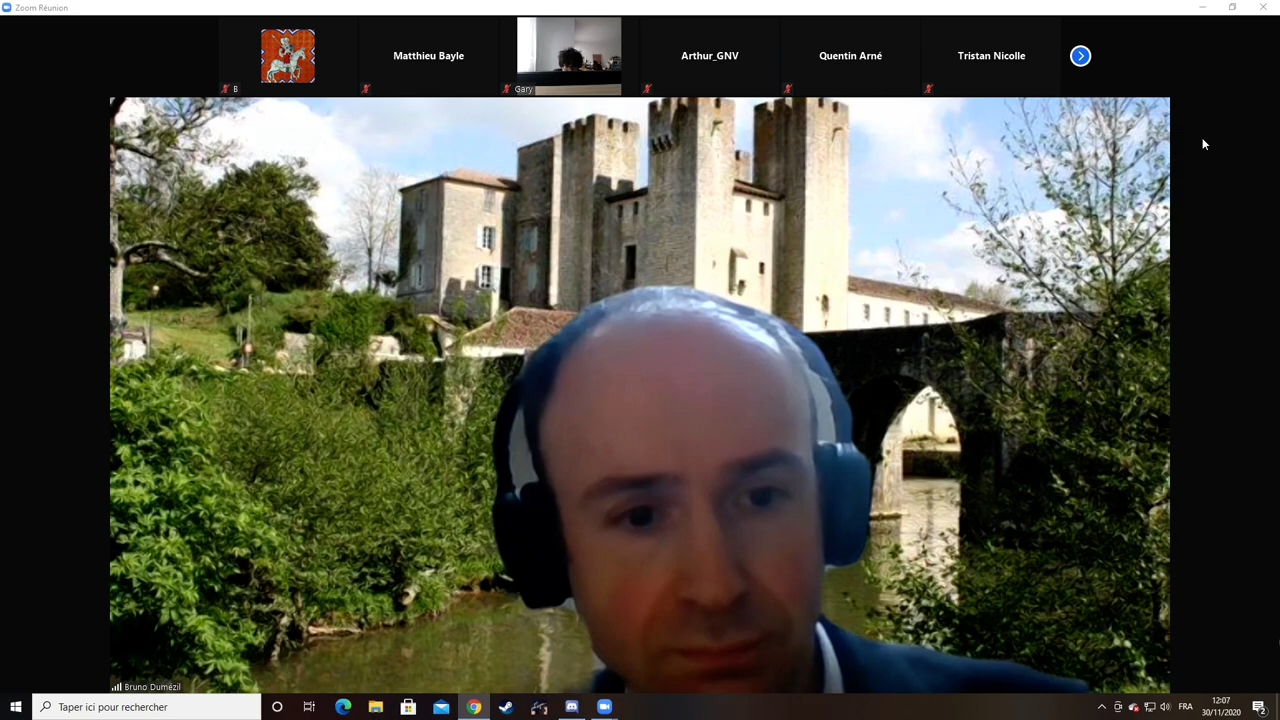 Zoom Réunion
B
Matthieu Bayle
Gary
Arthur_GNV
Quentin Arné
Tristan Nicolle
Bruno Dumézil
Taper ici pour rechercher
FRA
12:07
30/11/2020
2